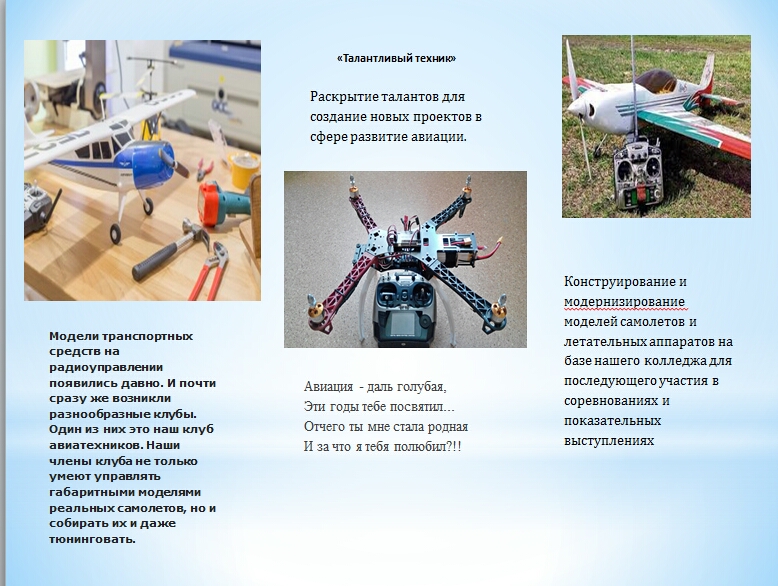 Модели транспортных
средств на
радиоуправлении
появились давно. И почти
сразу же возникли
разнообразные клубы.
Один из них это наш клуб
авиатехников. Наши
члены клуба не только
умеют управлять
габаритными моделями
реальных самолетов, но и
собирать их и даже
тюнинговать.
«Талантливый техник»
Раскрытие талантов для
создание новых проектов в
сфере развитие авиации.
Авиация - даль голубая,
Эти годы тебе посвятил...
Отчего ты мне стала родная
И за что я тебя полюбил?!!
Конструирование и
модернизирование
моделей самолетов и
летательных аппаратов на
базе нашего колледжа для
последующего участия в
соревнованиях и
показательных
выступлениях